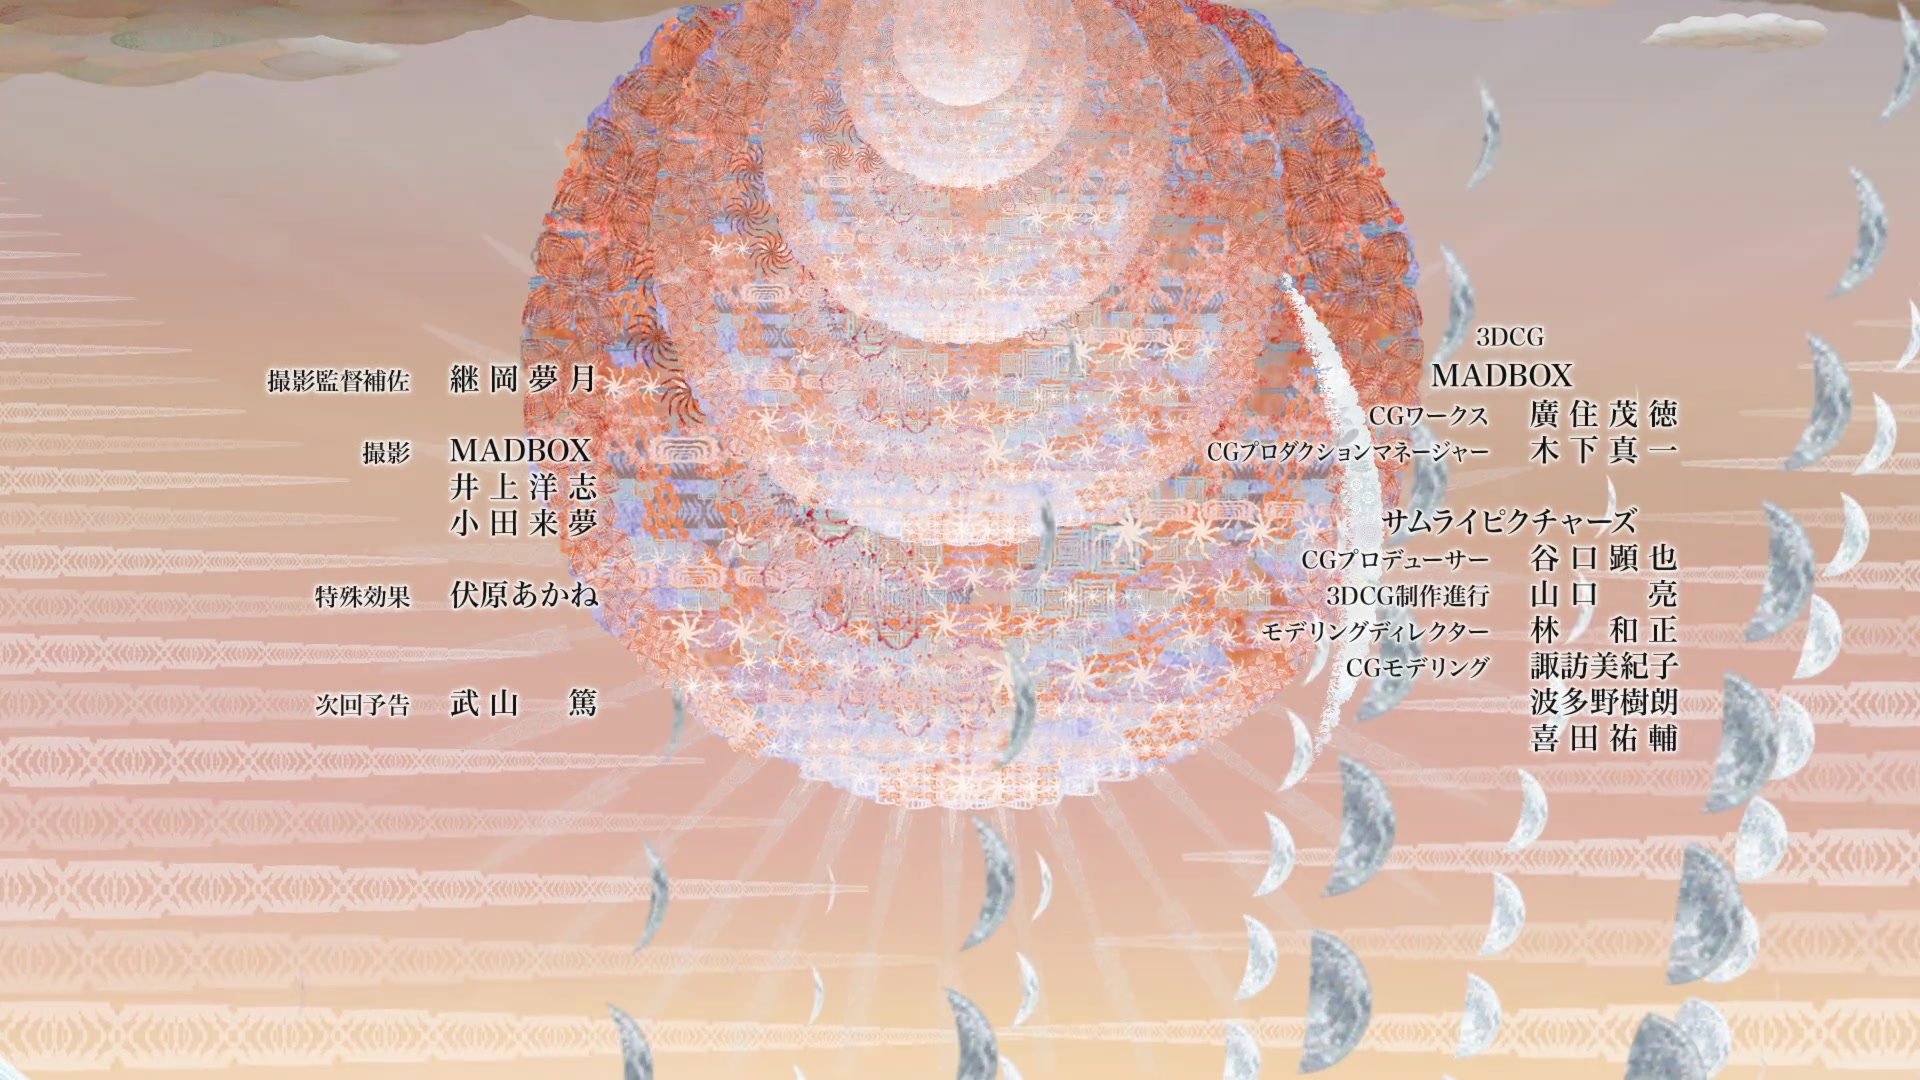 撮影監督補佐 継岡夢月
撮影 MADBOX
井上洋志
小田来夢
特殊効果 伏原あかね
次回予告 武山 篤
3DCG
MADBOX
CGワークス 廣住茂徳
CGプロダクションマネージャー 木下真一
サムライピクチャーズ
CGプロデューサー 谷口顕也
3DCG制作進行 山口 亮
モデリングディレクター 林 和正
CGモデリング 諏訪美紀子
波多野樹朗
喜田祐輔